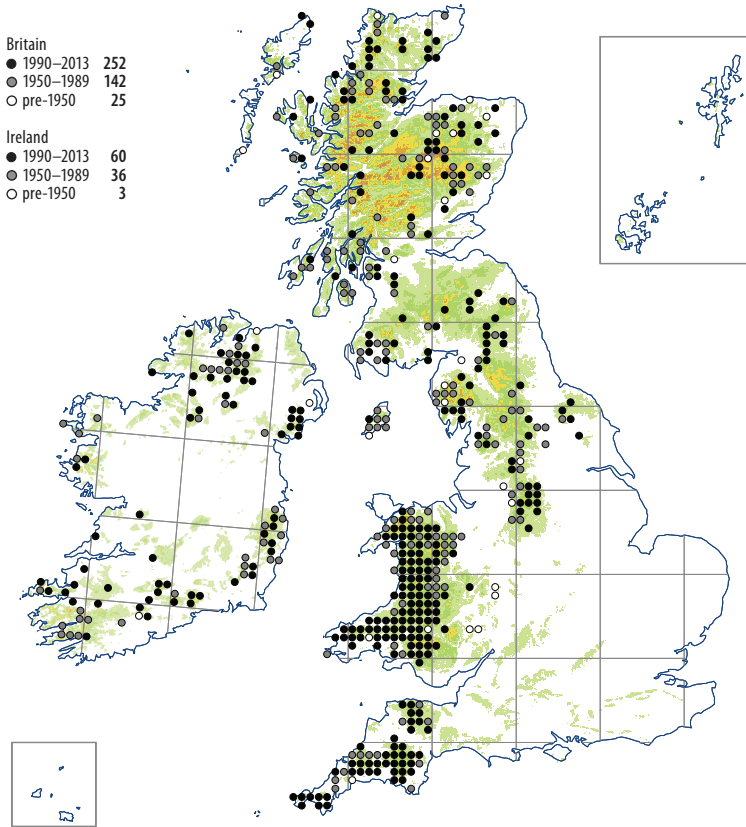 Britain
1990–2013 252
1950–1989 142
pre-1950 25
Ireland
1990–2013 60
1950–1989 36
pre-1950 3